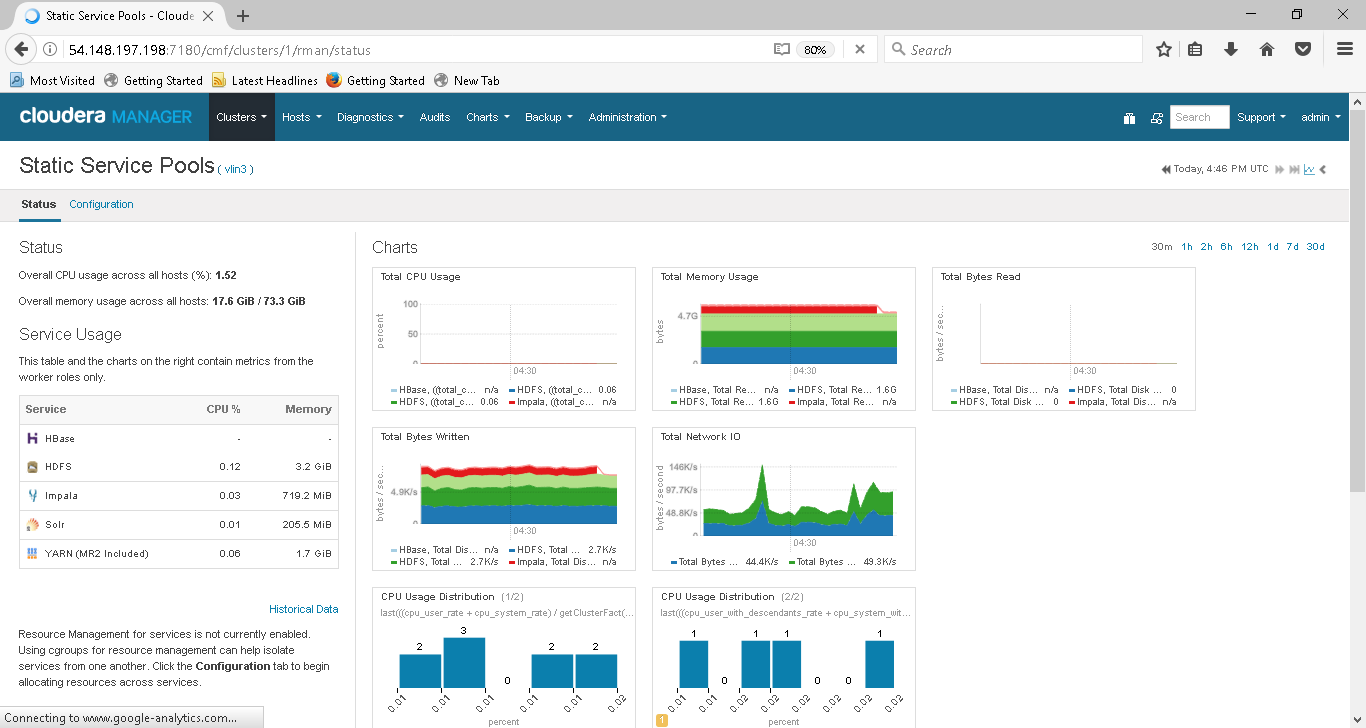 Static Service Pools - Cloude
54.148.197.198:7180/cmf/clusters/1/rman/status
80%
Search
Most Visited
Getting Started
Latest Headlines
Getting Started
New Tab
cloudera MANAGER
Clusters
Hosts
Diagnostics
Audits
Charts
Backup
Administration
Search
Support
admin
Static Service Pools ( vlin3 )
Today, 4:46 PM UTC
Status
Configuration
Status
Overall CPU usage across all hosts (%): 1.52
Overall memory usage across all hosts: 17.6 GiB / 73.3 GiB
Service Usage
This table and the charts on the right contain metrics from the
worker roles only.
Service CPU % Memory
HBase - -
HDFS 0.12 3.2 GiB
Impala 0.03 719.2 MiB
Solr 0.01 205.5 MiB
YARN (MR2 Included) 0.06 1.7 GiB
Historical Data
Resource Management for services is not currently enabled.
Using cgroups for resource management can help isolate
services from one another. Click the Configuration tab to begin
allocating resources across services.
Connecting to www.google-analytics.com...
Charts
30m 1h 2h 6h 12h 1d 7d 30d
Total CPU Usage
percent
100
50
0
04:30
HBase, ((total_c... n/a HDFS, ((total_c... 0.06
HDFS, ((total_c... 0.06 Impala, ((total_c... n/a
Total Memory Usage
bytes
4.7G
0
04:30
HBase, Total Re... n/a HDFS, Total Re... 1.6G
HDFS, Total Re... 1.6G Impala, Total Re... n/a
Total Bytes Read
bytes / sec...
04:30
HBase, Total Dis... n/a HDFS, Total Disk ... 0
HDFS, Total Disk ... 0 Impala, Total Dis... n/a
Total Bytes Written
bytes / sec...
4.9K/s
0
04:30
HBase, Total Dis... n/a HDFS, Total ... 2.7K/s
HDFS, Total ... 2.7K/s Impala, Total Dis... n/a
Total Network IO
bytes / second
146K/s
97.7K/s
48.8K/s
0
04:30
Total Bytes ... 44.4K/s Total Bytes ... 49.3K/s
CPU Usage Distribution (1/2)
last(((cpu_user_rate + cpu_system_rate) / getClusterFact(...
2 3 0 2 2
0.01 0.01 0.01 0.01 0.01 0.02
percent
CPU Usage Distribution (2/2)
last(((cpu_user_with_descendants_rate + cpu_system_wit...
1 0 1 1 0 0 1
0.01 0.01 0.02 0.02 0.02 0.02 0.02 0.02
percent
1